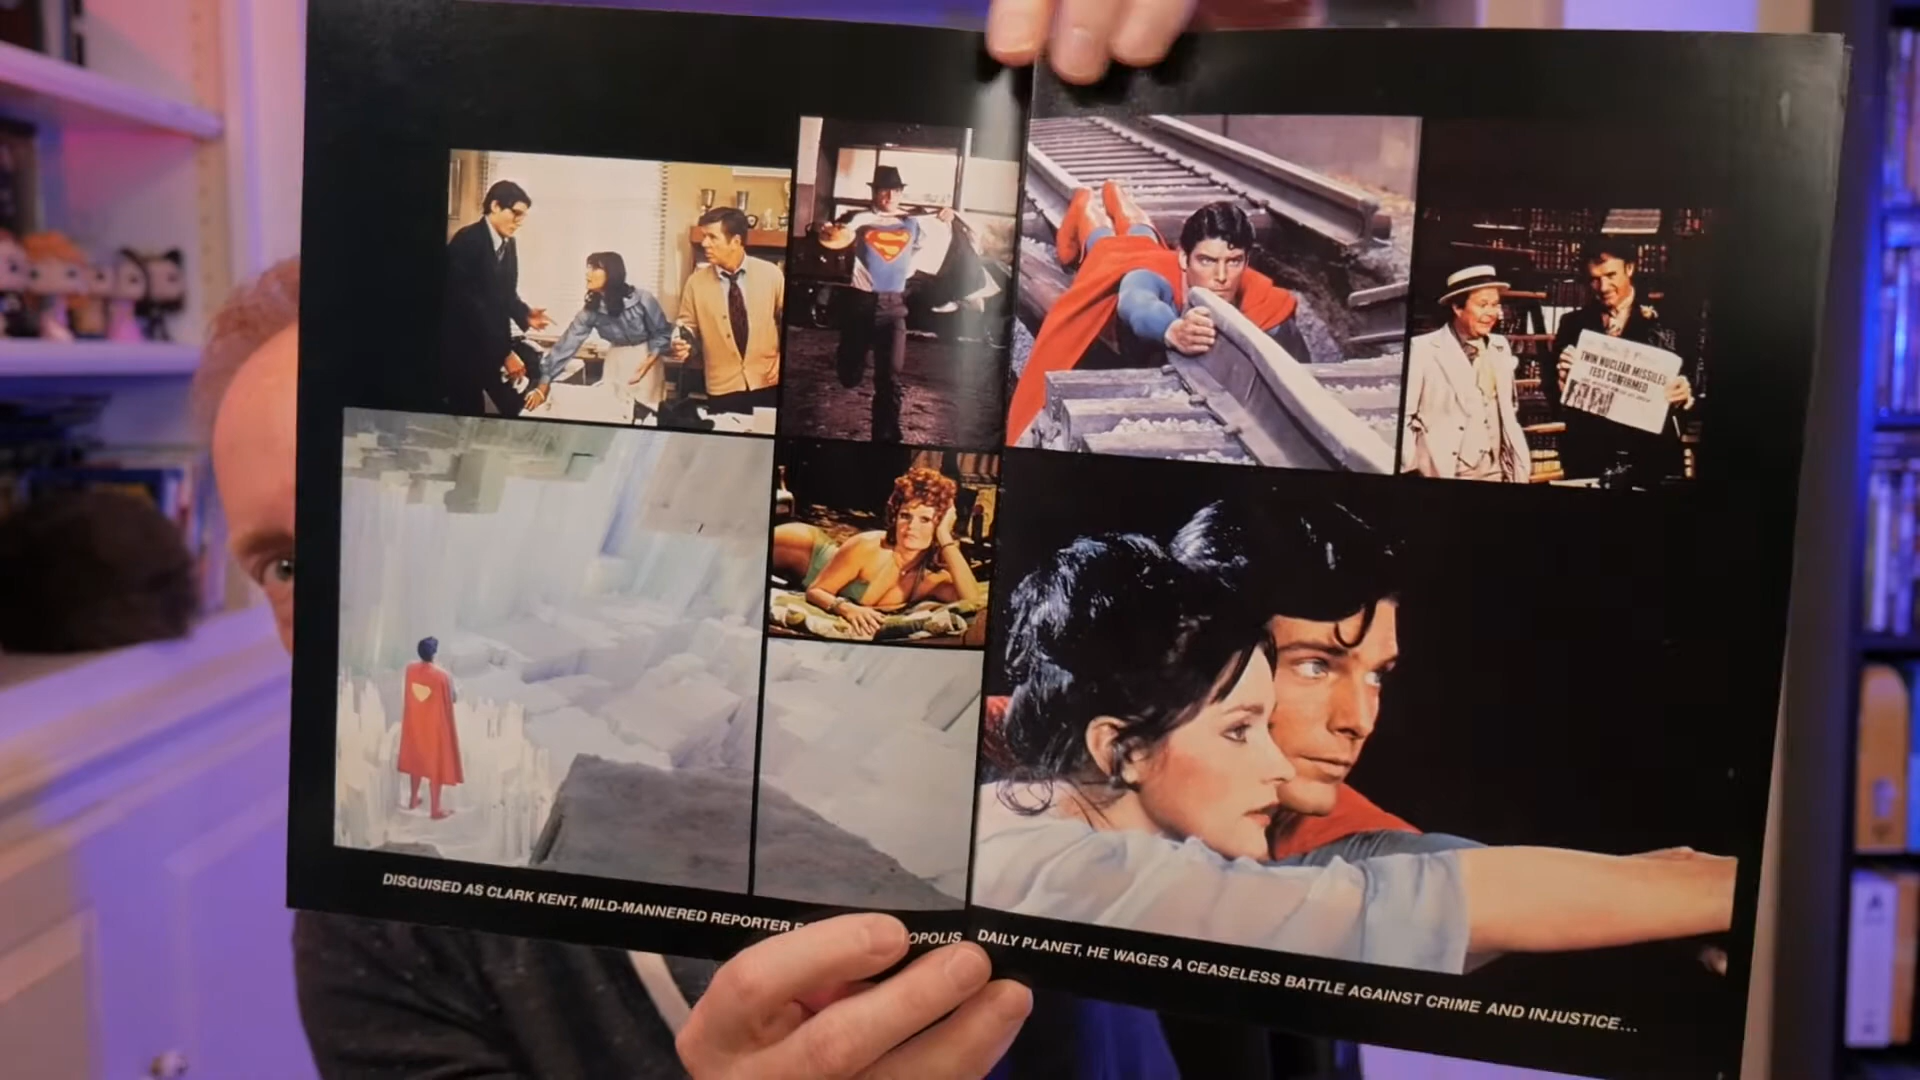 TWIN NUCLEAR MISSILES
TEST CONFIRMED
DISGUISED AS CLARK KENT, MILD-MANNERED REPORTER F OPOLIS DAILY PLANET, HE WAGES A CEASELESS BATTLE AGAINST CRIME AND INJUSTICE...